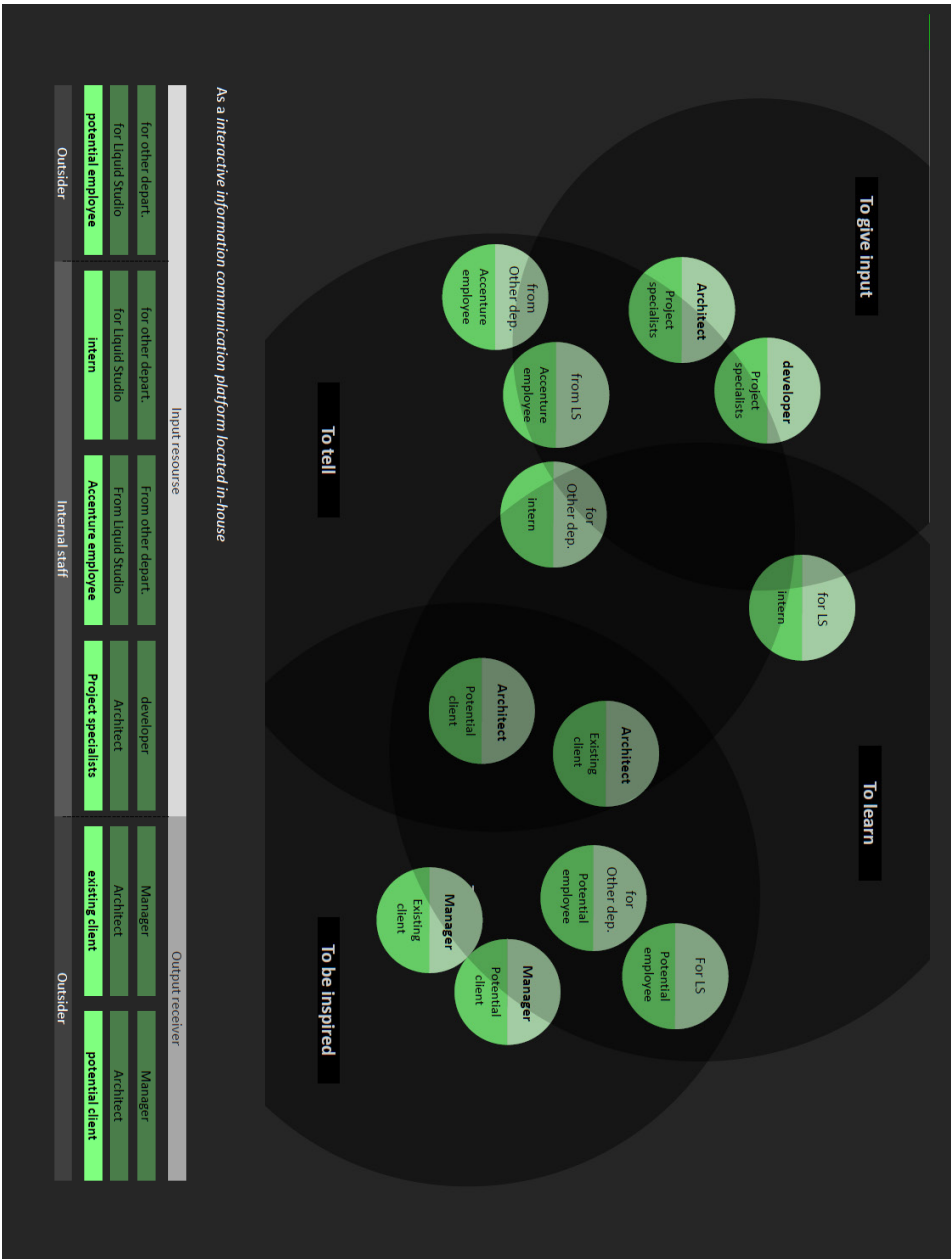 To give input
To learn
developer
Project
specialists
for LS
intern
Architect
Project
specialists
For LS
Potential
employee
from LS
Accenture
employee
for
Other dep.
intern
Architect
Existing
client
for
Other dep.
Potential
employee
from
Other dep.
Accenture
employee
Architect
Potential
client
Manager
Potential
client
Manager
Existing
client
To tell
To be inspired
As a interactive information communication platform located in-house
Input resourse
Output receiver
for other depart.
for other depart.
From other depart.
developer
Manager
Manager
for Liquid Studio
for Liquid Studio
From Liquid Studio
Architect
Architect
Architect
potential employee
intern
Accenture employee
Project specialists
existing client
potential client
Outsider
Internal staff
Outsider